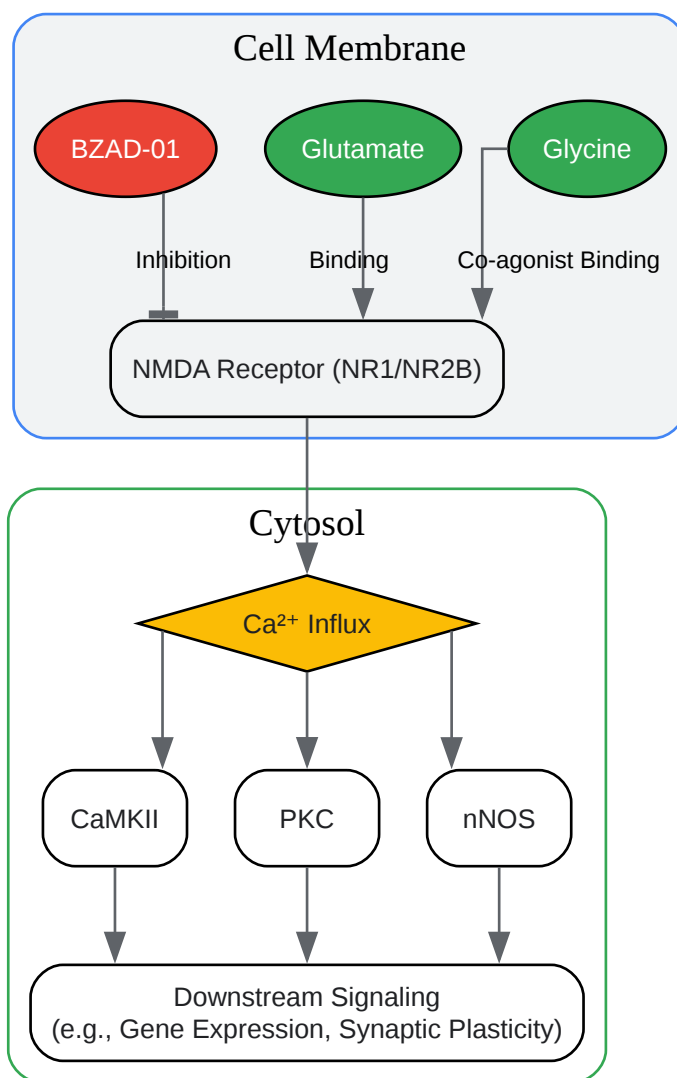 Cell Membrane
BZAD-01
Glutamate
Glycine
Inhibition
Binding
Co-agonist Binding
NMDA Receptor (NR1/NR2B)
Cytosol
Ca²⁺ Influx
CaMKII
PKC
nNOS
Downstream Signaling
(e.g., Gene Expression, Synaptic Plasticity)